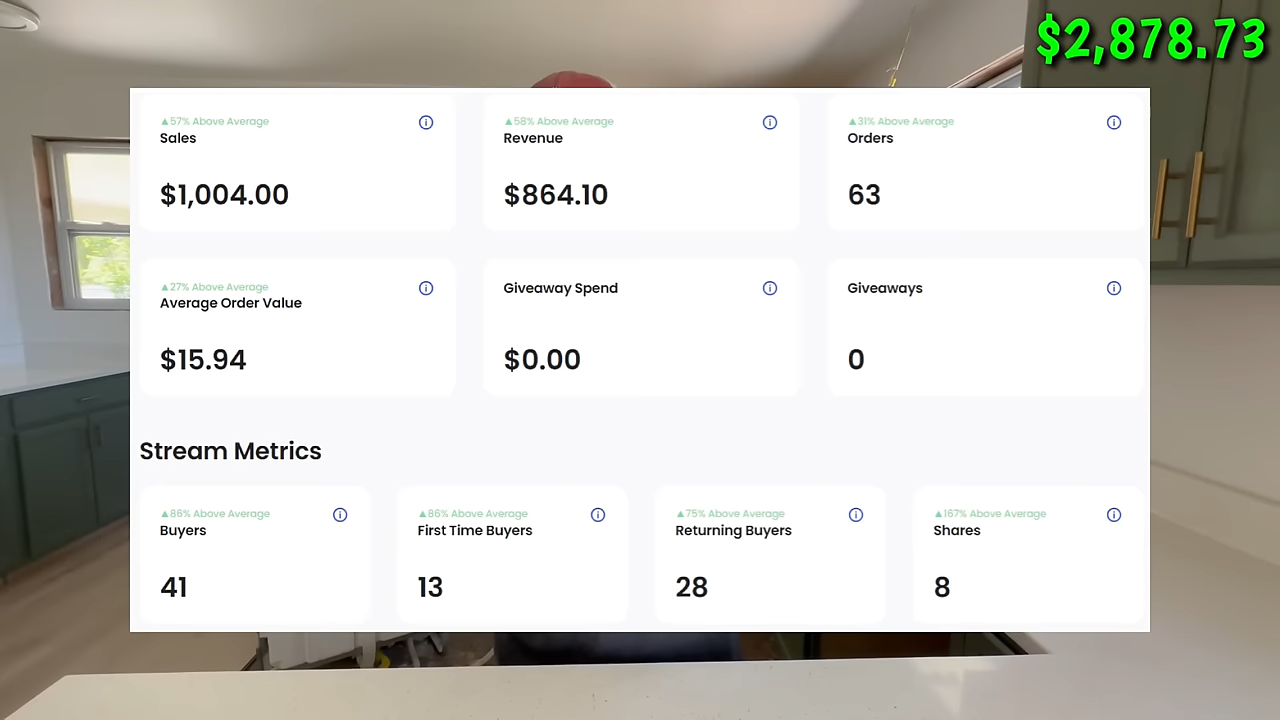 $2,878.73
▲57% Above Average
Sales
$1,004.00
▲58% Above Average
Revenue
$864.10
▲31% Above Average
Orders
63
▲27% Above Average
Average Order Value
$15.94
Giveaway Spend
$0.00
Giveaways
0
Stream Metrics
▲86% Above Average
Buyers
41
▲86% Above Average
First Time Buyers
13
▲75% Above Average
Returning Buyers
28
▲167% Above Average
Shares
8